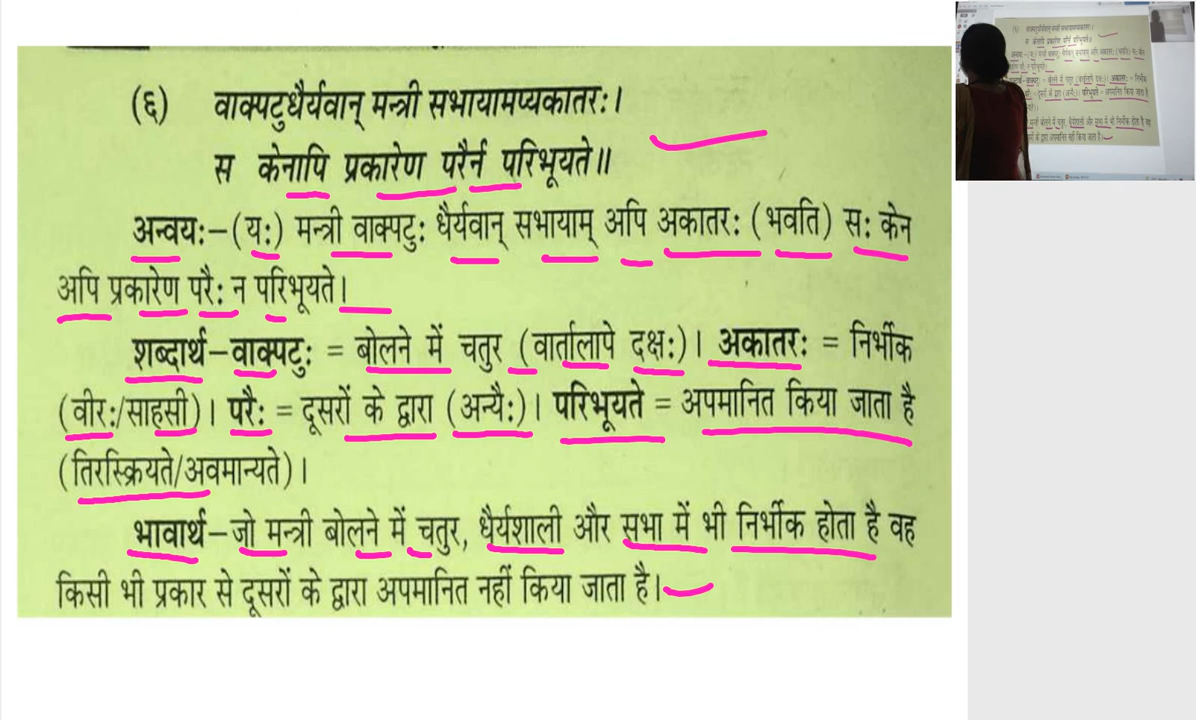 (६) वाक्पटुधैर्यवान् मन्त्री सभायामप्यकातरः।
स केनापि प्रकारेण परैर्न परिभूयते॥
अन्वयः–(यः) मन्त्री वाक्पटुः धैर्यवान् सभायाम् अपि अकातरः (भवति) सः केन
अपि प्रकारेण परैः न परिभूयते।
शब्दार्थ–वाक्पटुः = बोलने में चतुर (वार्तालापे दक्षः)। अकातरः = निर्भीक
(वीरः/साहसी)। परैः = दूसरों के द्वारा (अन्यैः)। परिभूयते = अपमानित किया जाता है
(तिरस्क्रियते/अवमान्यते)।
भावार्थ–जो मन्त्री बोलने में चतुर, धैर्यशाली और सभा में भी निर्भीक होता है वह
किसी भी प्रकार से दूसरों के द्वारा अपमानित नहीं किया जाता है।